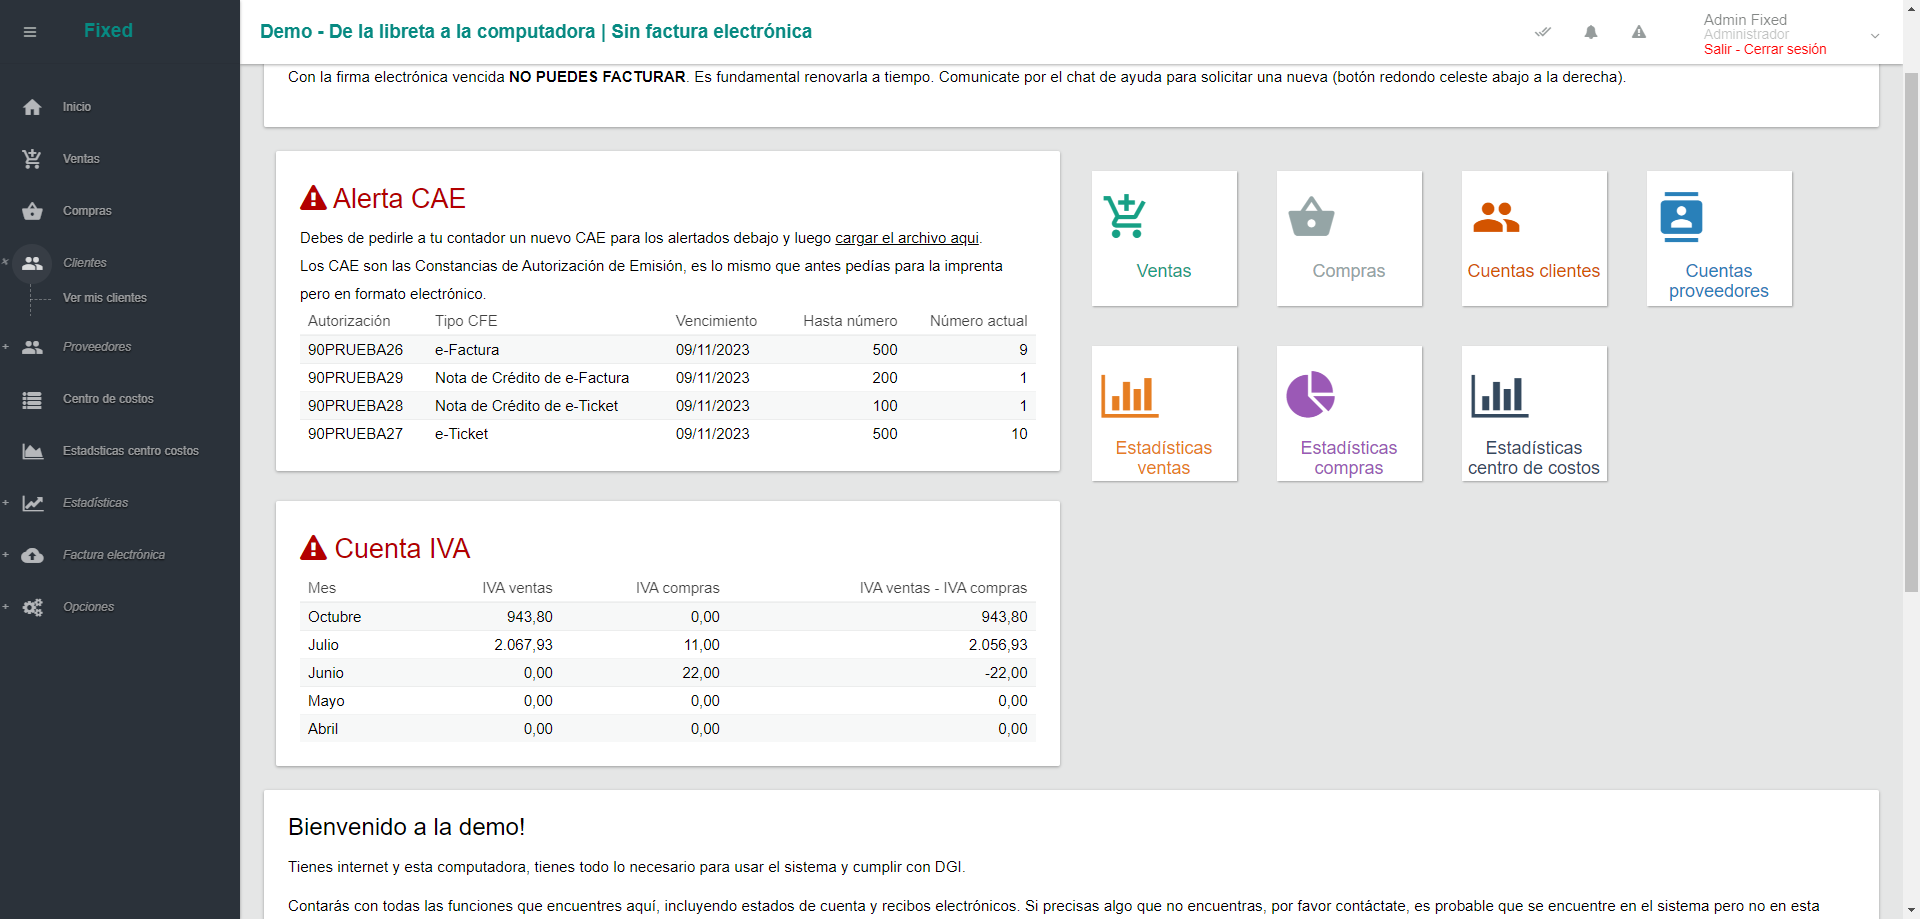 Fixed
Demo - De la libreta a la computadora | Sin factura electrónica
Admin Fixed
Administrador
Salir - Cerrar sesión
Inicio
Ventas
Compras
Clientes
Ver mis clientes
Proveedores
Centro de costos
Estadsticas centro costos
Estadísticas
Factura electrónica
Opciones
Con la firma electrónica vencida NO PUEDES FACTURAR. Es fundamental renovarla a tiempo. Comunicate por el chat de ayuda para solicitar una nueva (botón redondo celeste abajo a la derecha).
Alerta CAE
Debes de pedirle a tu contador un nuevo CAE para los alertados debajo y luego cargar el archivo aqui.
Los CAE son las Constancias de Autorización de Emisión, es lo mismo que antes pedías para la imprenta
pero en formato electrónico.
Autorización Tipo CFE Vencimiento Hasta número Número actual
90PRUEBA26 e-Factura 09/11/2023 500 9
90PRUEBA29 Nota de Crédito de e-Factura 09/11/2023 200 1
90PRUEBA28 Nota de Crédito de e-Ticket 09/11/2023 100 1
90PRUEBA27 e-Ticket 09/11/2023 500 10
Ventas
Compras
Cuentas clientes
Cuentas
proveedores
Estadísticas
ventas
Estadísticas
compras
Estadísticas
centro de costos
Cuenta IVA
Mes IVA ventas IVA compras IVA ventas - IVA compras
Octubre 943,80 0,00 943,80
Julio 2.067,93 11,00 2.056,93
Junio 0,00 22,00 -22,00
Mayo 0,00 0,00 0,00
Abril 0,00 0,00 0,00
Bienvenido a la demo!
Tienes internet y esta computadora, tienes todo lo necesario para usar el sistema y cumplir con DGI.
Contarás con todas las funciones que encuentres aquí, incluyendo estados de cuenta y recibos electrónicos. Si precisas algo que no encuentras, por favor contáctate, es probable que se encuentre en el sistema pero no en esta